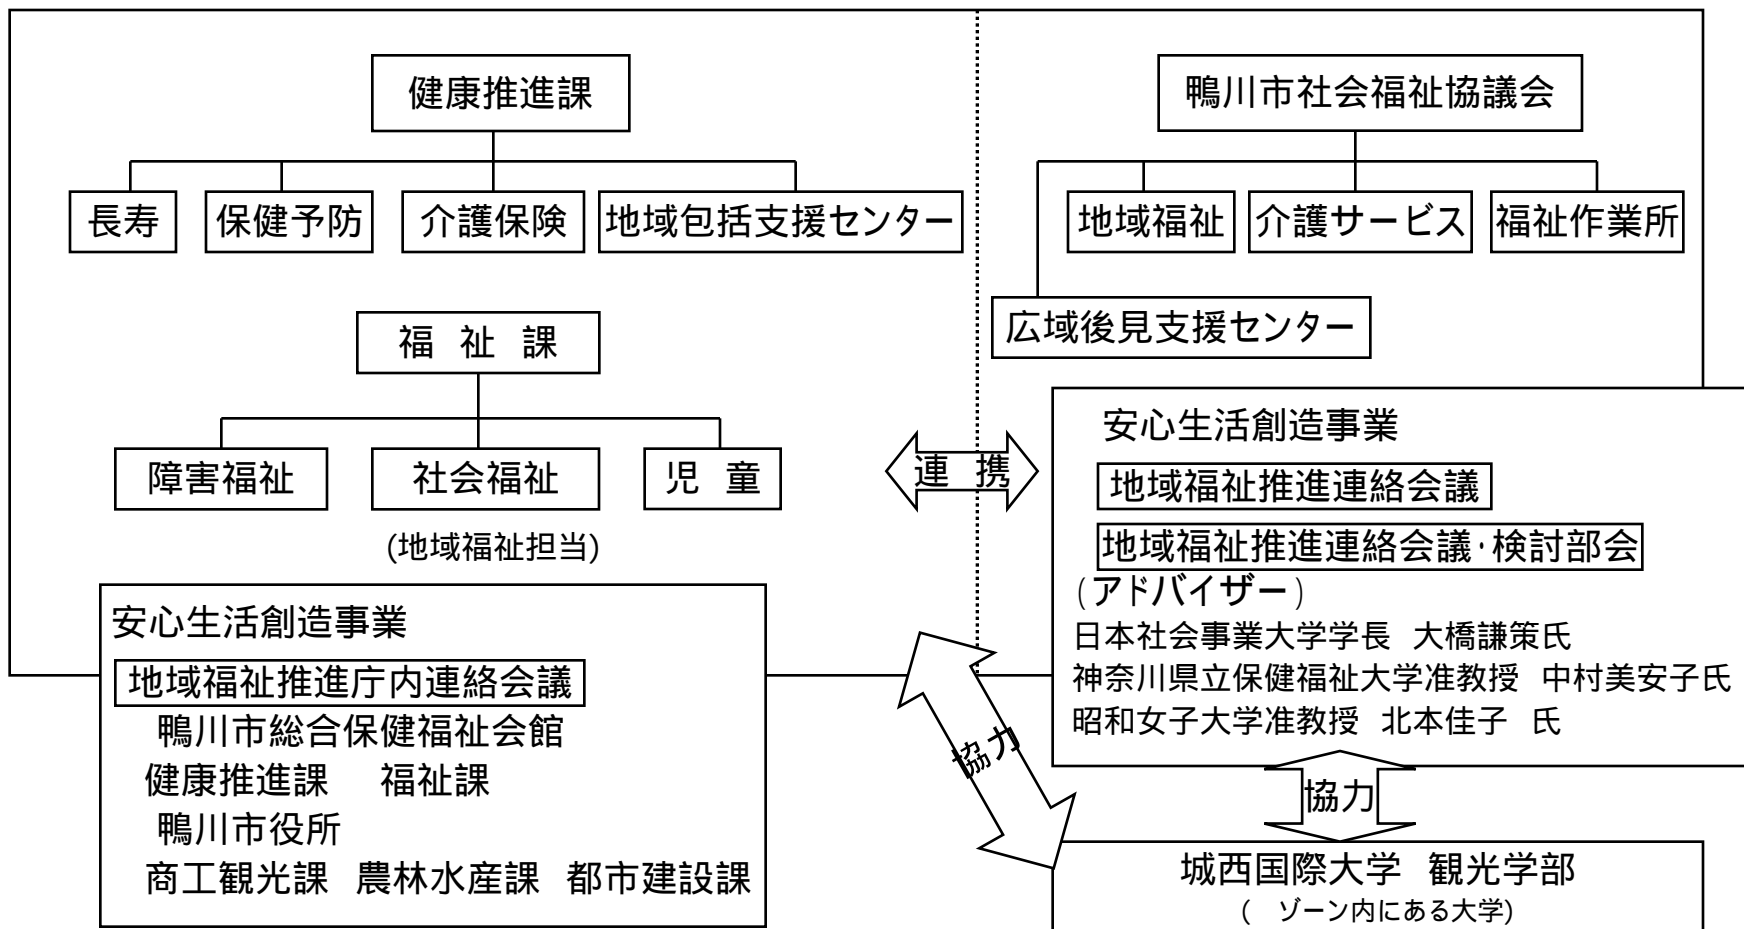 健康推進課
長寿
保健予防
介護保険
地域包括支援センター
福 祉 課
障害福祉
社会福祉
児 童
(地域福祉担当)
安心生活創造事業
地域福祉推進庁内連絡会議
鴨川市総合保健福祉会館
健康推進課 福祉課
鴨川市役所
商工観光課 農林水産課 都市建設課
鴨川市社会福祉協議会
地域福祉
介護サービス
福祉作業所
広域後見支援センター
連 携
安心生活創造事業
地域福祉推進連絡会議
地域福祉推進連絡会議・検討部会
(アドバイザー)
日本社会事業大学学長 大橋謙策氏
神奈川県立保健福祉大学准教授 中村美安子氏
昭和女子大学准教授 北本佳子 氏
協力
協力
城西国際大学 観光学部
( ゾーン内にある大学)